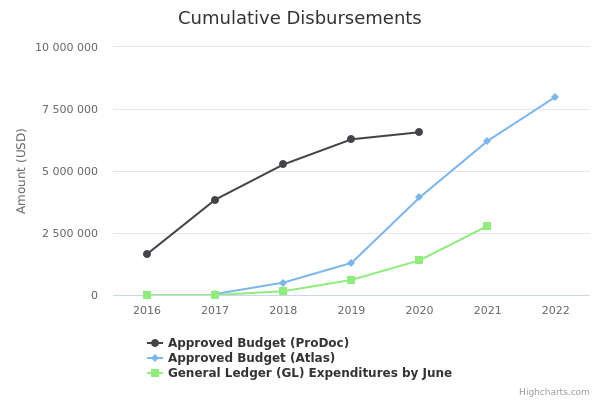 Cumulative Disbursements
Amount (USD)
10 000 000
7 500 000
5 000 000
2 500 000
0
2016 2017 2018 2019 2020 2021 2022
Approved Budget (ProDoc)
Approved Budget (Atlas)
General Ledger (GL) Expenditures by June
Highcharts.com